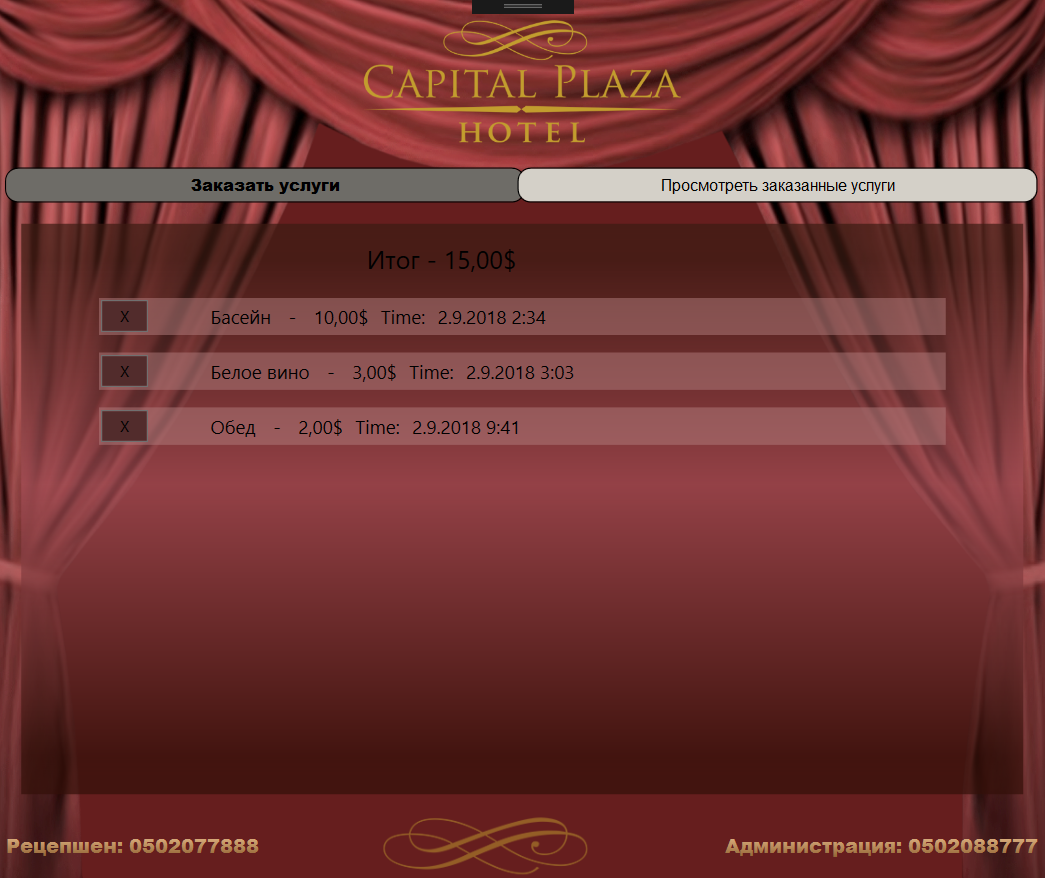 CAPITAL PLAZA
HOTEL
Заказать услуги
Просмотреть заказанные услуги
Итог - 15,00$
X Басейн - 10,00$ Time: 2.9.2018 2:34
X Белое вино - 3,00$ Time: 2.9.2018 3:03
X Обед - 2,00$ Time: 2.9.2018 9:41
Рецепшен: 0502077888
Администрация: 0502088777